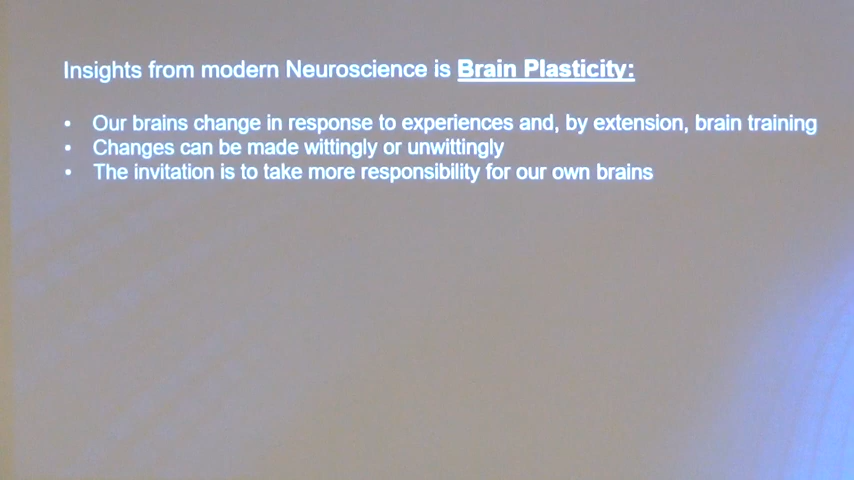 Insights from modern Neuroscience is Brain Plasticity:
• Our brains change in response to experiences and, by extension, brain training
• Changes can be made wittingly or unwittingly
• The invitation is to take more responsibility for our own brains